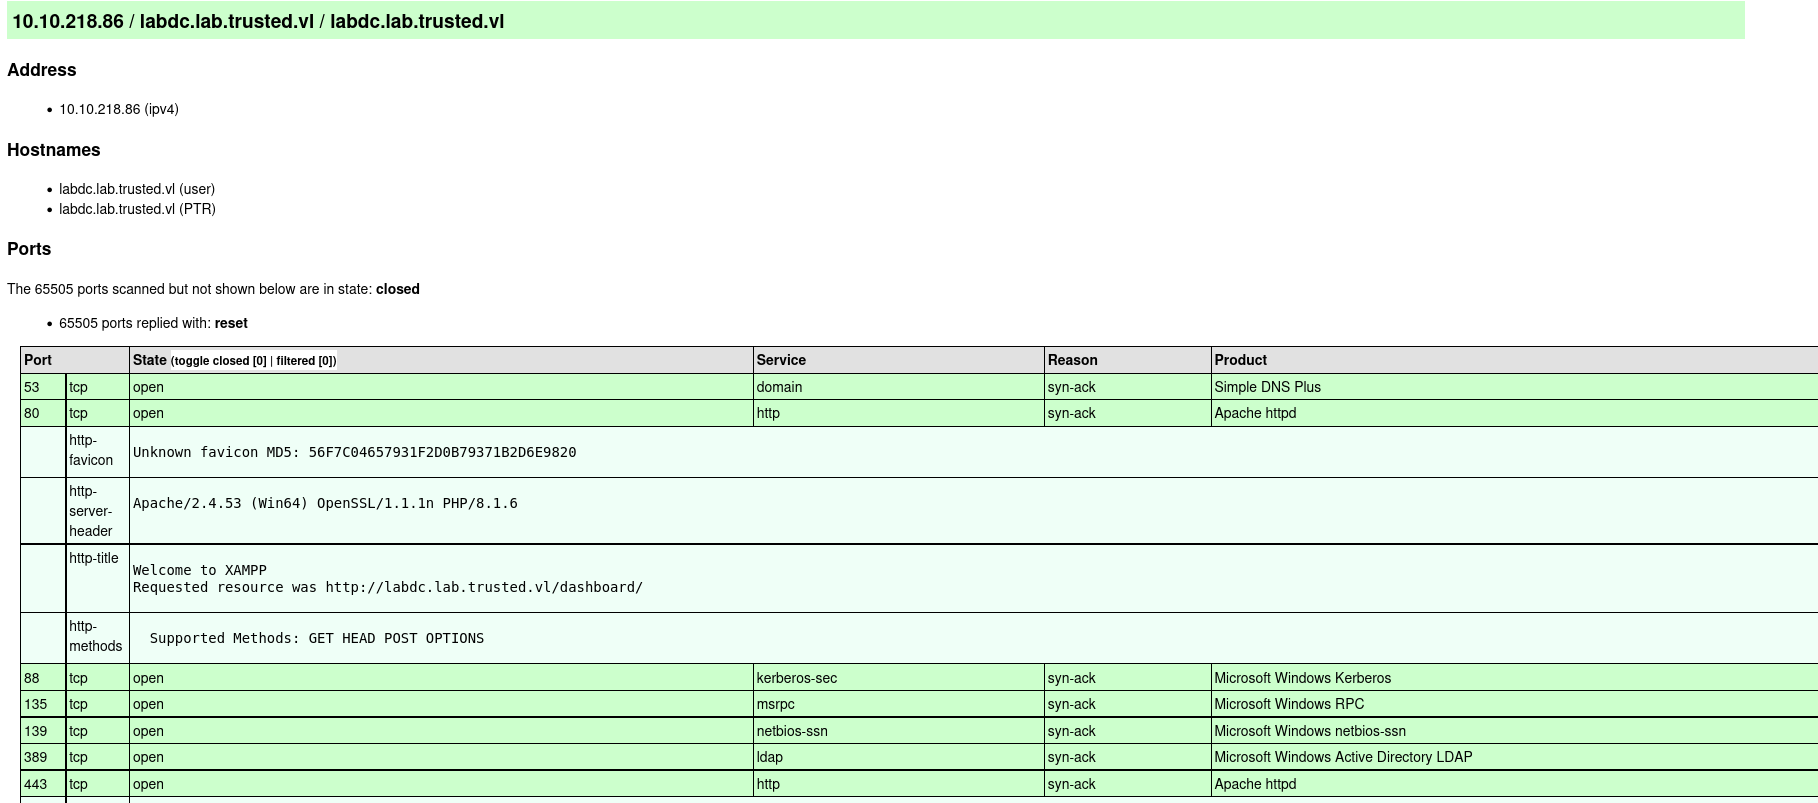 10.10.218.86 / labdc.lab.trusted.vl / labdc.lab.trusted.vl
Address
• 10.10.218.86 (ipv4)
Hostnames
• labdc.lab.trusted.vl (user)
• labdc.lab.trusted.vl (PTR)
Ports
The 65505 ports scanned but not shown below are in state: closed
• 65505 ports replied with: reset
Port State (toggle closed [0] | filtered [0]) Service Reason Product
53 tcp open domain syn-ack Simple DNS Plus
80 tcp open http syn-ack Apache httpd
http-
favicon
Unknown favicon MD5: 56F7C04657931F2D0B79371B2D6E9820
http-
server-
header
Apache/2.4.53 (Win64) OpenSSL/1.1.1n PHP/8.1.6
http-title
Welcome to XAMPP
Requested resource was http://labdc.lab.trusted.vl/dashboard/
http-
methods
Supported Methods: GET HEAD POST OPTIONS
88 tcp open kerberos-sec syn-ack Microsoft Windows Kerberos
135 tcp open msrpc syn-ack Microsoft Windows RPC
139 tcp open netbios-ssn syn-ack Microsoft Windows netbios-ssn
389 tcp open ldap syn-ack Microsoft Windows Active Directory LDAP
443 tcp open http syn-ack Apache httpd